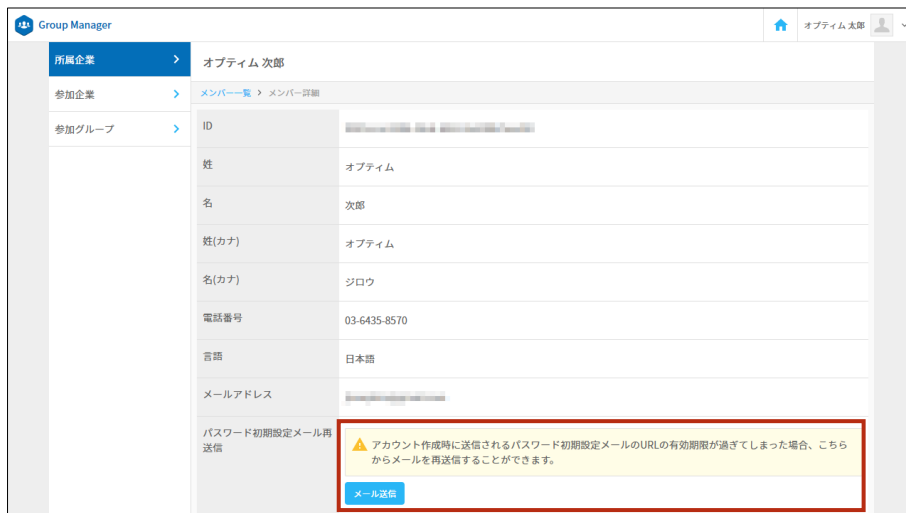 Group Manager
オプティム 太郎
所属企業
オプティム 次郎
参加企業
メンバー一覧 > メンバー詳細
参加グループ
ID
姓
オプティム
名
次郎
姓(カナ)
オプティム
名(カナ)
ジロウ
電話番号
03-6435-8570
言語
日本語
メールアドレス
パスワード初期設定メール再
送信
アカウント作成時に送信されるパスワード初期設定メールのURLの有効期限が過ぎてしまった場合、こちら
からメールを再送信することができます。
メール送信